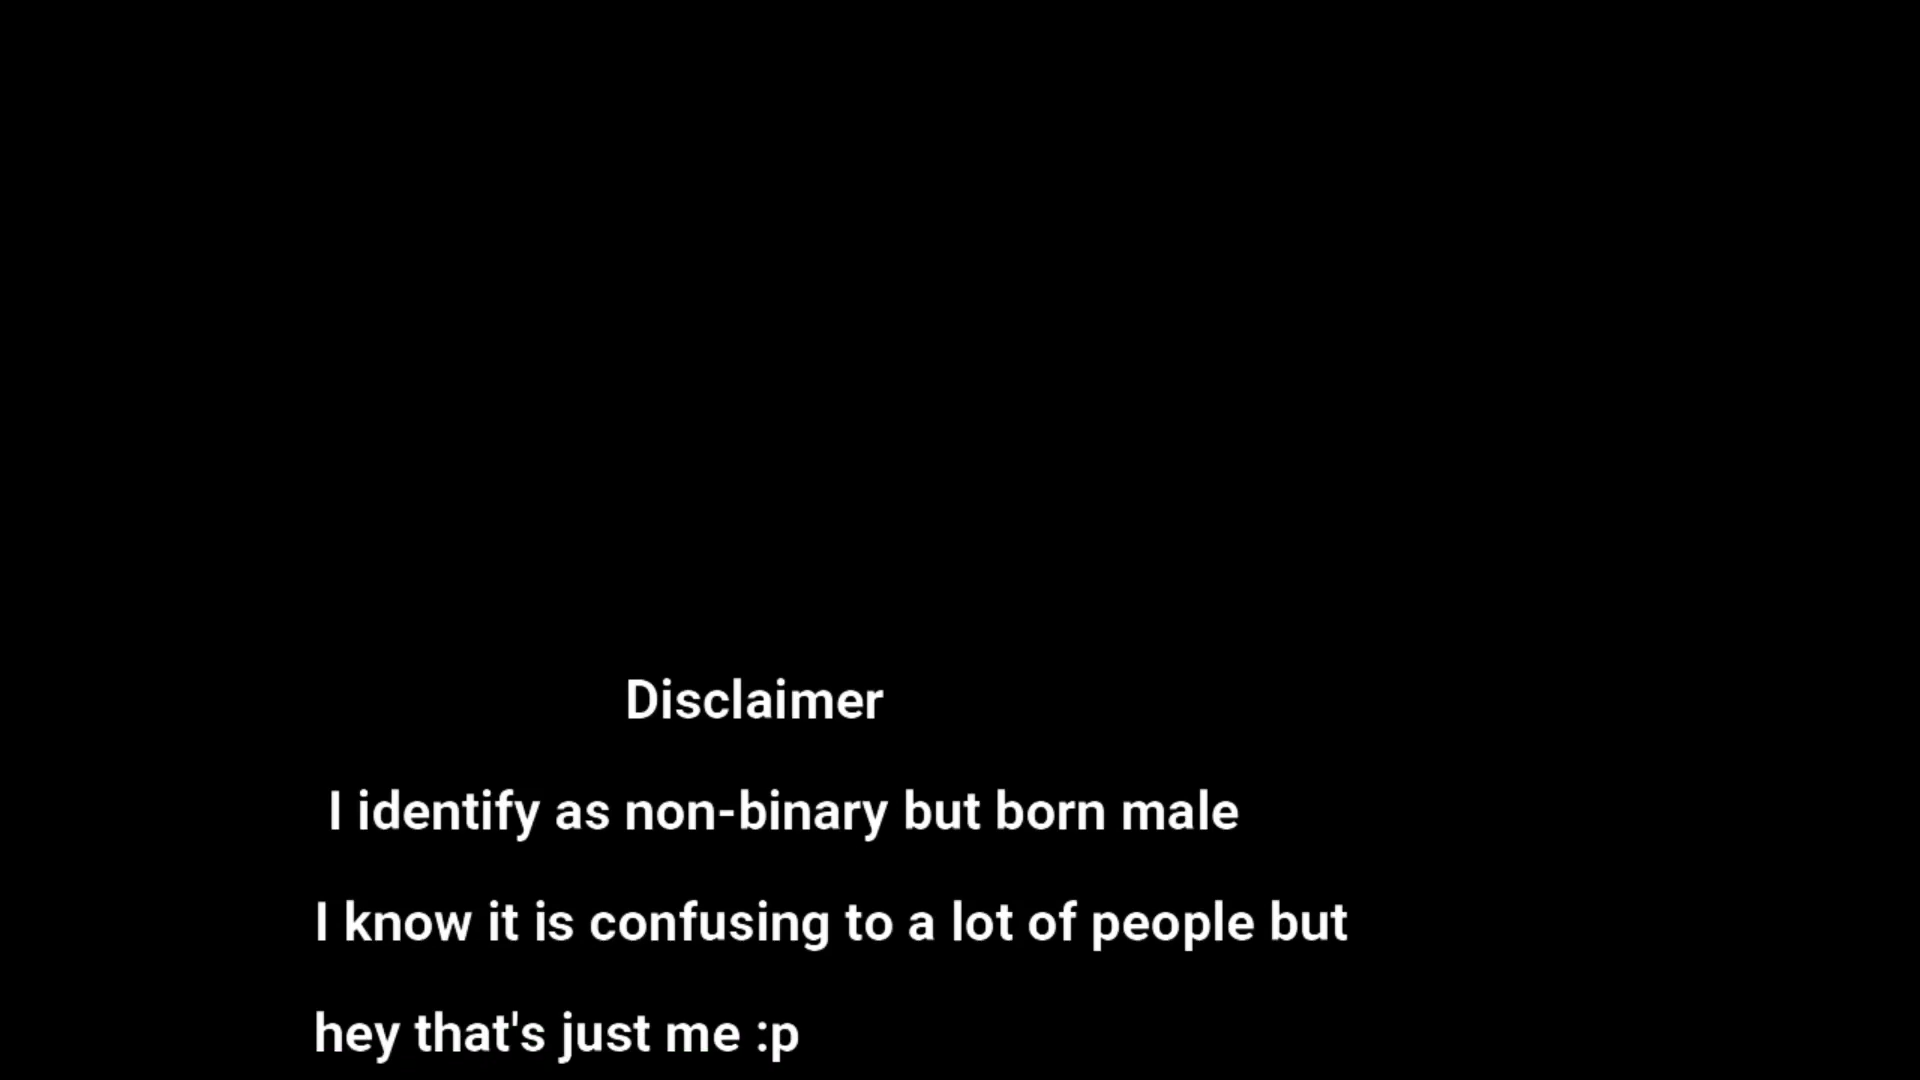 Disclaimer
I identify as non-binary but born male
I know it is confusing to a lot of people but
hey that's just me :p